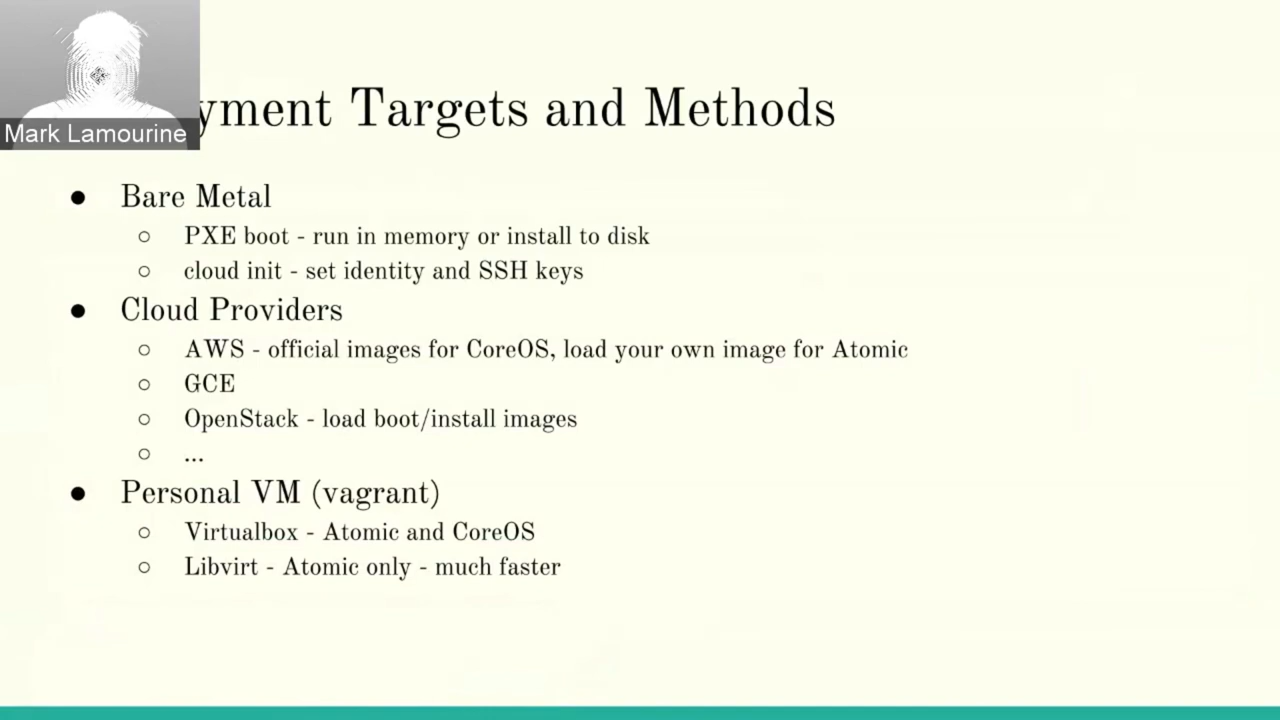 Mark Lamourine
yment Targets and Methods
● Bare Metal
○ PXE boot - run in memory or install to disk
○ cloud init - set identity and SSH keys
● Cloud Providers
○ AWS - official images for CoreOS, load your own image for Atomic
○ GCE
○ OpenStack - load boot/install images
○ ...
● Personal VM (vagrant)
○ Virtualbox - Atomic and CoreOS
○ Libvirt - Atomic only - much faster